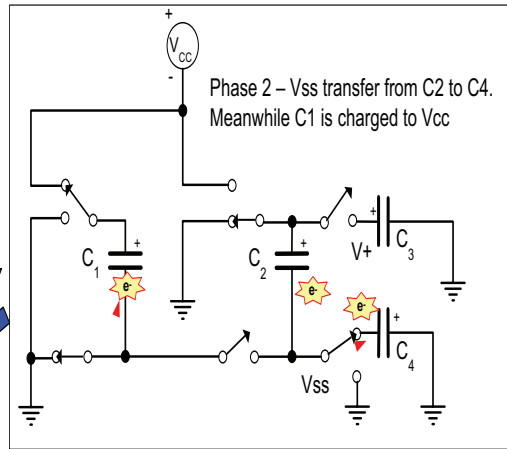 +
VCC
-
Phase 2 – Vss transfer from C2 to C4.
Meanwhile C1 is charged to Vcc
+
C1
e-
+
C2
e-
V+
+
C3
e-
+
C4
Vss